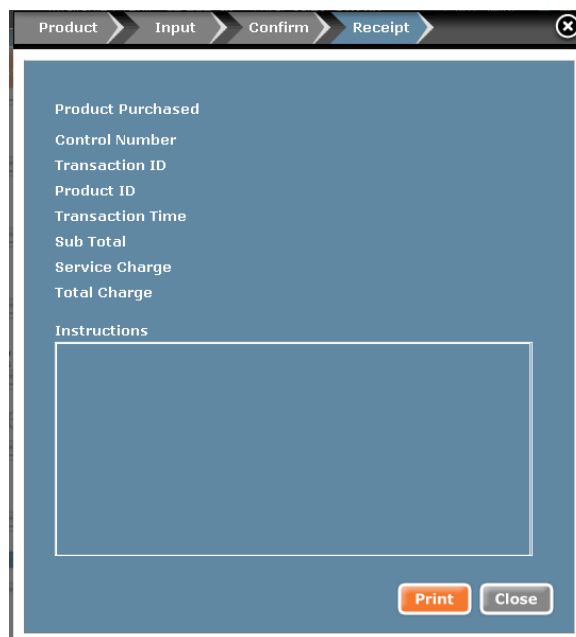 Product Input Confirm Receipt
Product Purchased
Control Number
Transaction ID
Product ID
Transaction Time
Sub Total
Service Charge
Total Charge
Instructions
Print Close